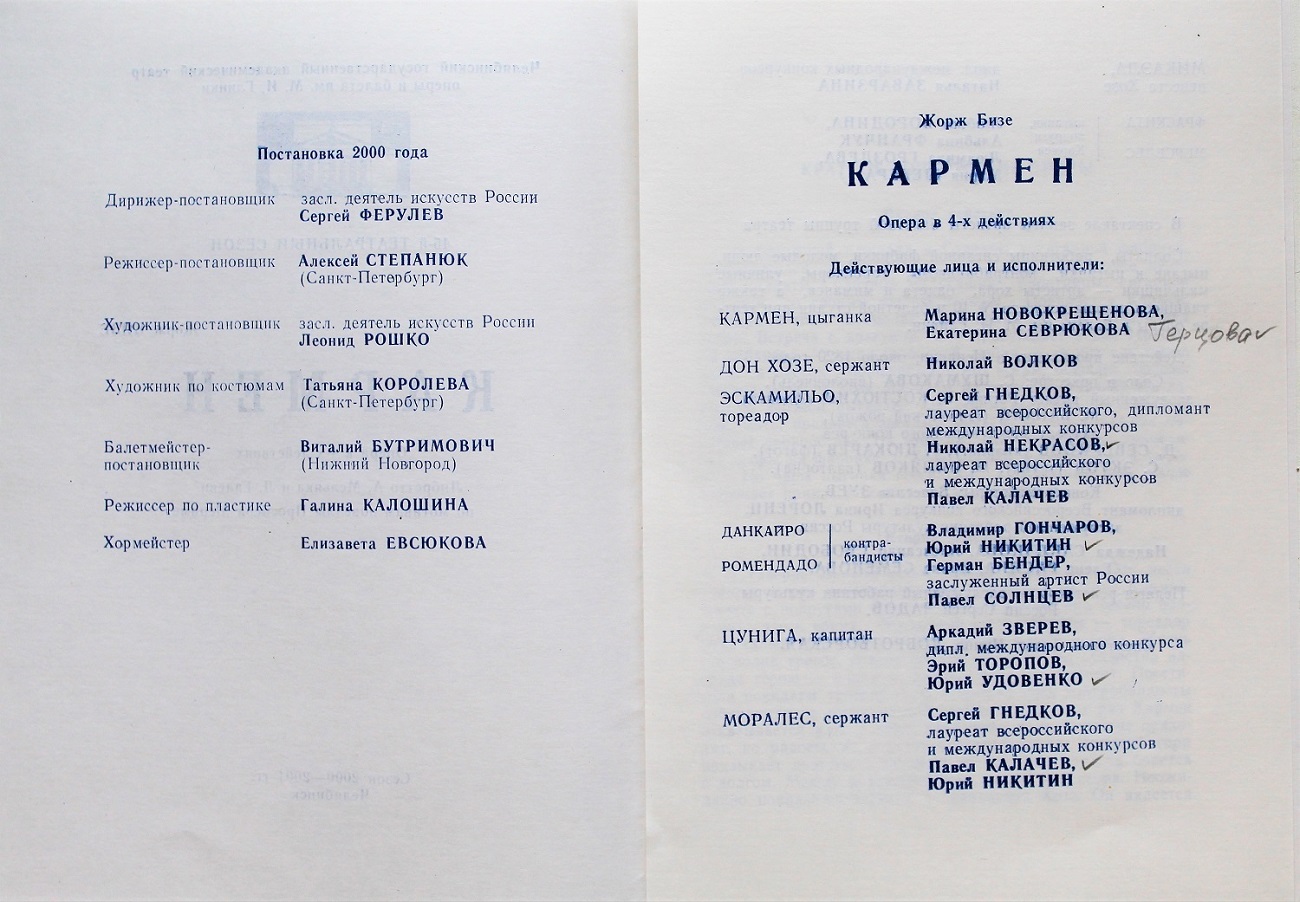 Постановка 2000 года
Дирижер-постановщик засл. деятель искусств России
Сергей ФЕРУЛЕВ
Режиссер-постановщик Алексей СТЕПАНЮК
(Санкт-Петербург)
Художник-постановщик засл. деятель искусств России
Леонид РОШКО
Художник по костюмам Татьяна КОРОЛЕВА
(Санкт-Петербург)
Балетмейстер- Виталий БУТРИМОВИЧ
постановщик (Нижний Новгород)
Режиссер по пластике Галина КАЛОШИНА
Хормейстер Елизавета ЕВСЮКОВА
Жорж Бизе
КАРМЕН
Опера в 4-х действиях
Действующие лица и исполнители:
КАРМЕН, цыганка Марина НОВОКРЕЩЕНОВА,
Екатерина СЕВРЮКОВА Герцова
ДОН ХОЗЕ, сержант Николай ВОЛКОВ
ЭСКАМИЛЬО, Сергей ГНЕДКОВ,
тореадор лауреат всероссийского, дипломант
международных конкурсов
Николай НЕКРАСОВ,
лауреат всероссийского
и международных конкурсов
Павел КАЛАЧЕВ
ДАНКАЙРО Владимир ГОНЧАРОВ,
контра- Юрий НИКИТИН
бандисты
РОМЕНДАДО Герман БЕНДЕР,
заслуженный артист России
Павел СОЛНЦЕВ
ЦУНИГА, капитан Аркадий ЗВЕРЕВ,
дипл. международного конкурса
Эрий ТОРОПОВ,
Юрий УДОВЕНКО
МОРАЛЕС, сержант Сергей ГНЕДКОВ,
лауреат всероссийского
и международных конкурсов
Павел КАЛАЧЕВ,
Юрий НИКИТИН